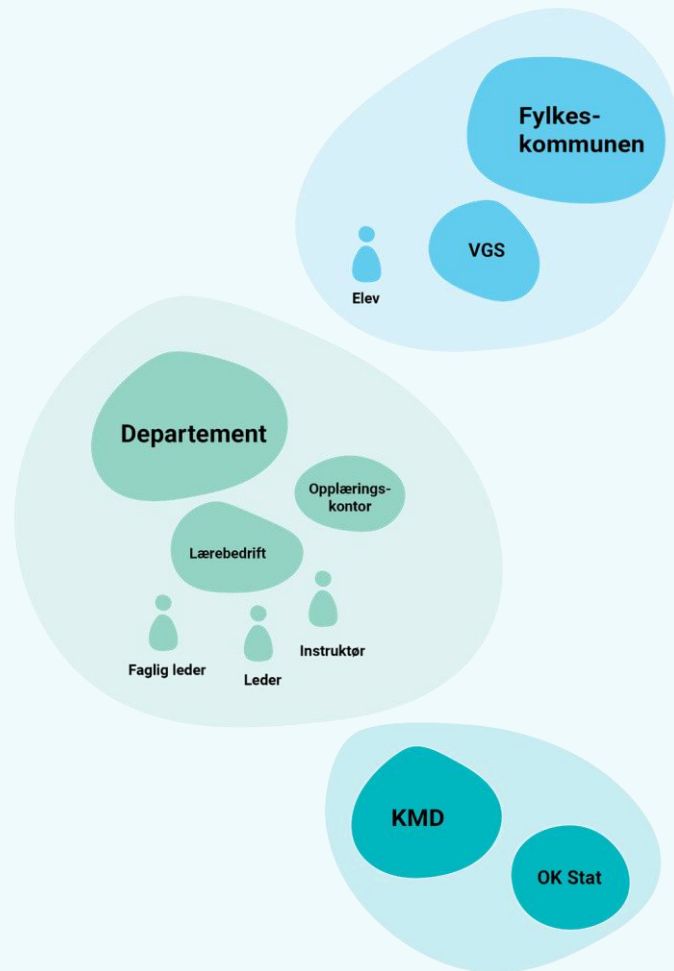 Fylkes-
kommunen
VGS
Elev
Departement
Opplærings-
kontor
Lærebedrift
Faglig leder
Leder
Instruktør
KMD
OK Stat